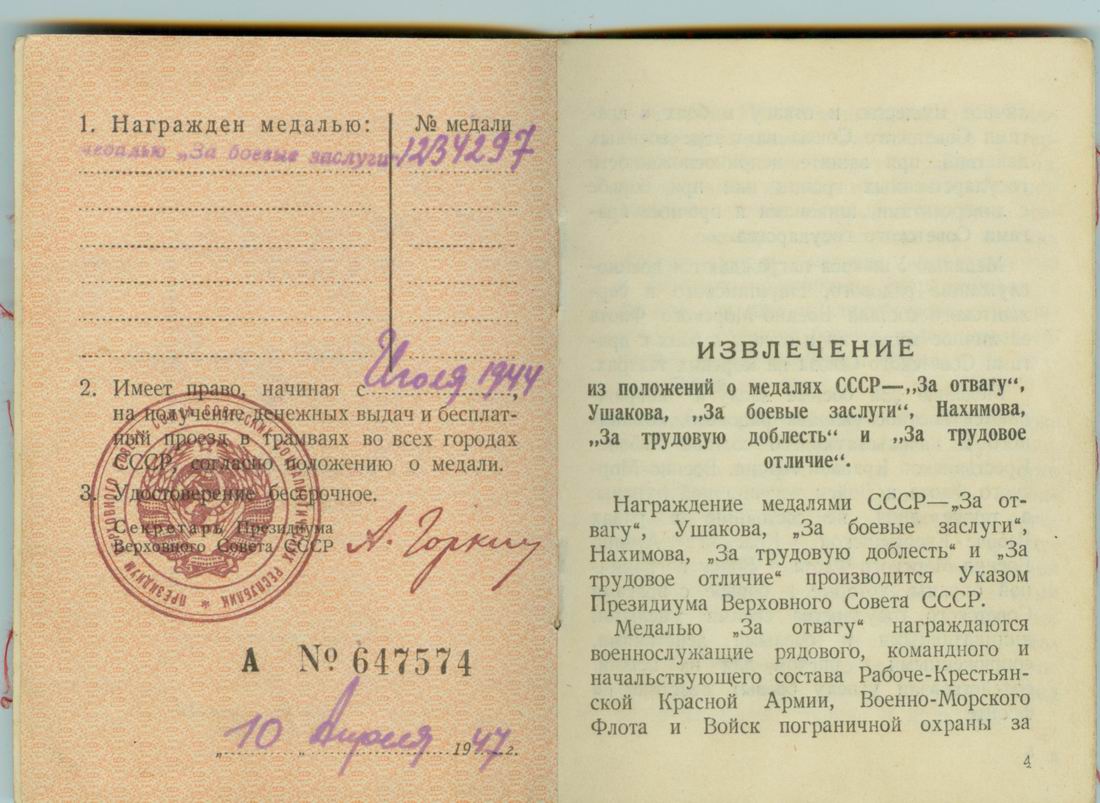 1. Награжден медалью:
№ медали
медалью „За боевые заслуги"
1234297
2. Имеет право, начиная с Июля 1944,
на получение денежных выдач и бесплат-
ный проезд в трамваях во всех городах
СССР, согласно положению о медали.
3. Удостоверение бессрочное.
Секретарь Президиума
Верховного Совета СССР
А. Горкин
А № 647574
„10" Апреля 1947 г.
ИЗВЛЕЧЕНИЕ
из положений о медалях СССР—„За отвагу“,
Ушакова, „За боевые заслуги“, Нахимова,
„За трудовую доблесть“ и „За трудовое
отличие“.
Награждение медалями СССР—„За от-
вагу“, Ушакова, „За боевые заслуги“,
Нахимова, „За трудовую доблесть“ и „За
трудовое отличие“ производится Указом
Президиума Верховного Совета СССР.
Медалью „За отвагу“ награждаются
военнослужащие рядового, командного и
начальствующего состава Рабоче-Крестьян-
ской Красной Армии, Военно-Морского
Флота и Войск пограничной охраны за
4